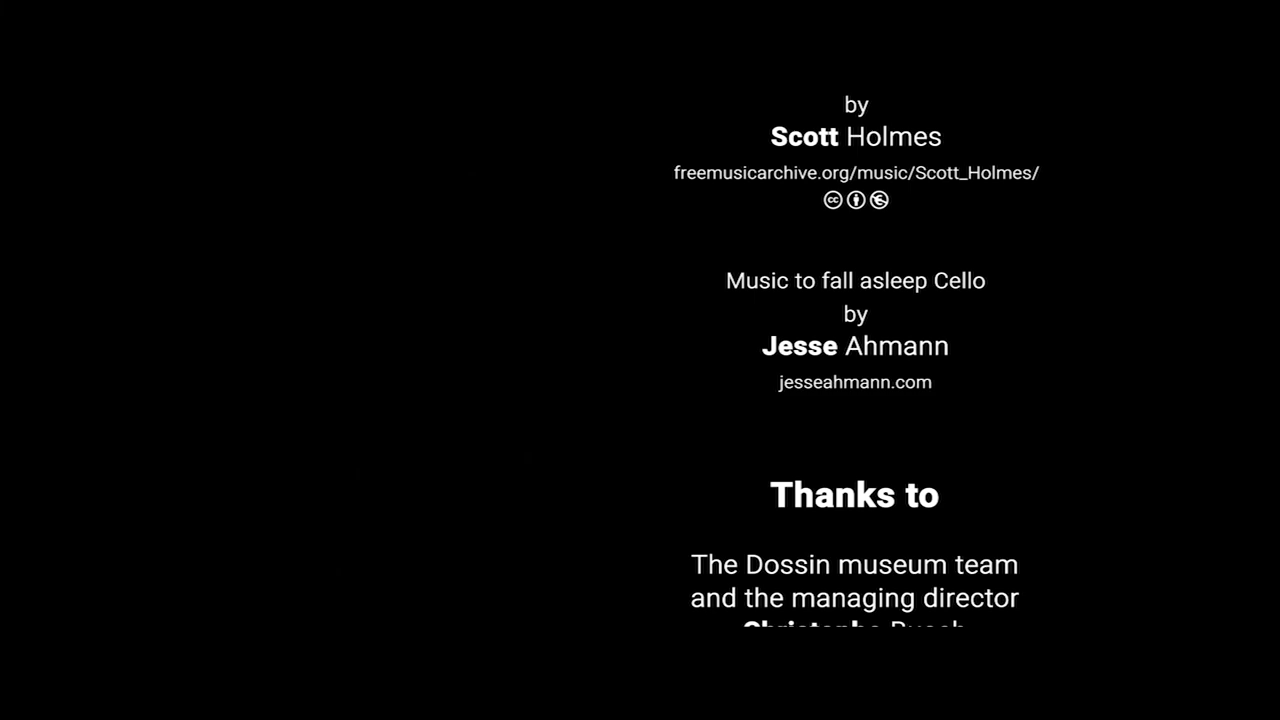 by
Scott Holmes
freemusicarchive.org/music/Scott_Holmes/
Music to fall asleep Cello
by
Jesse Ahmann
jesseahmann.com
Thanks to
The Dossin museum team
and the managing director